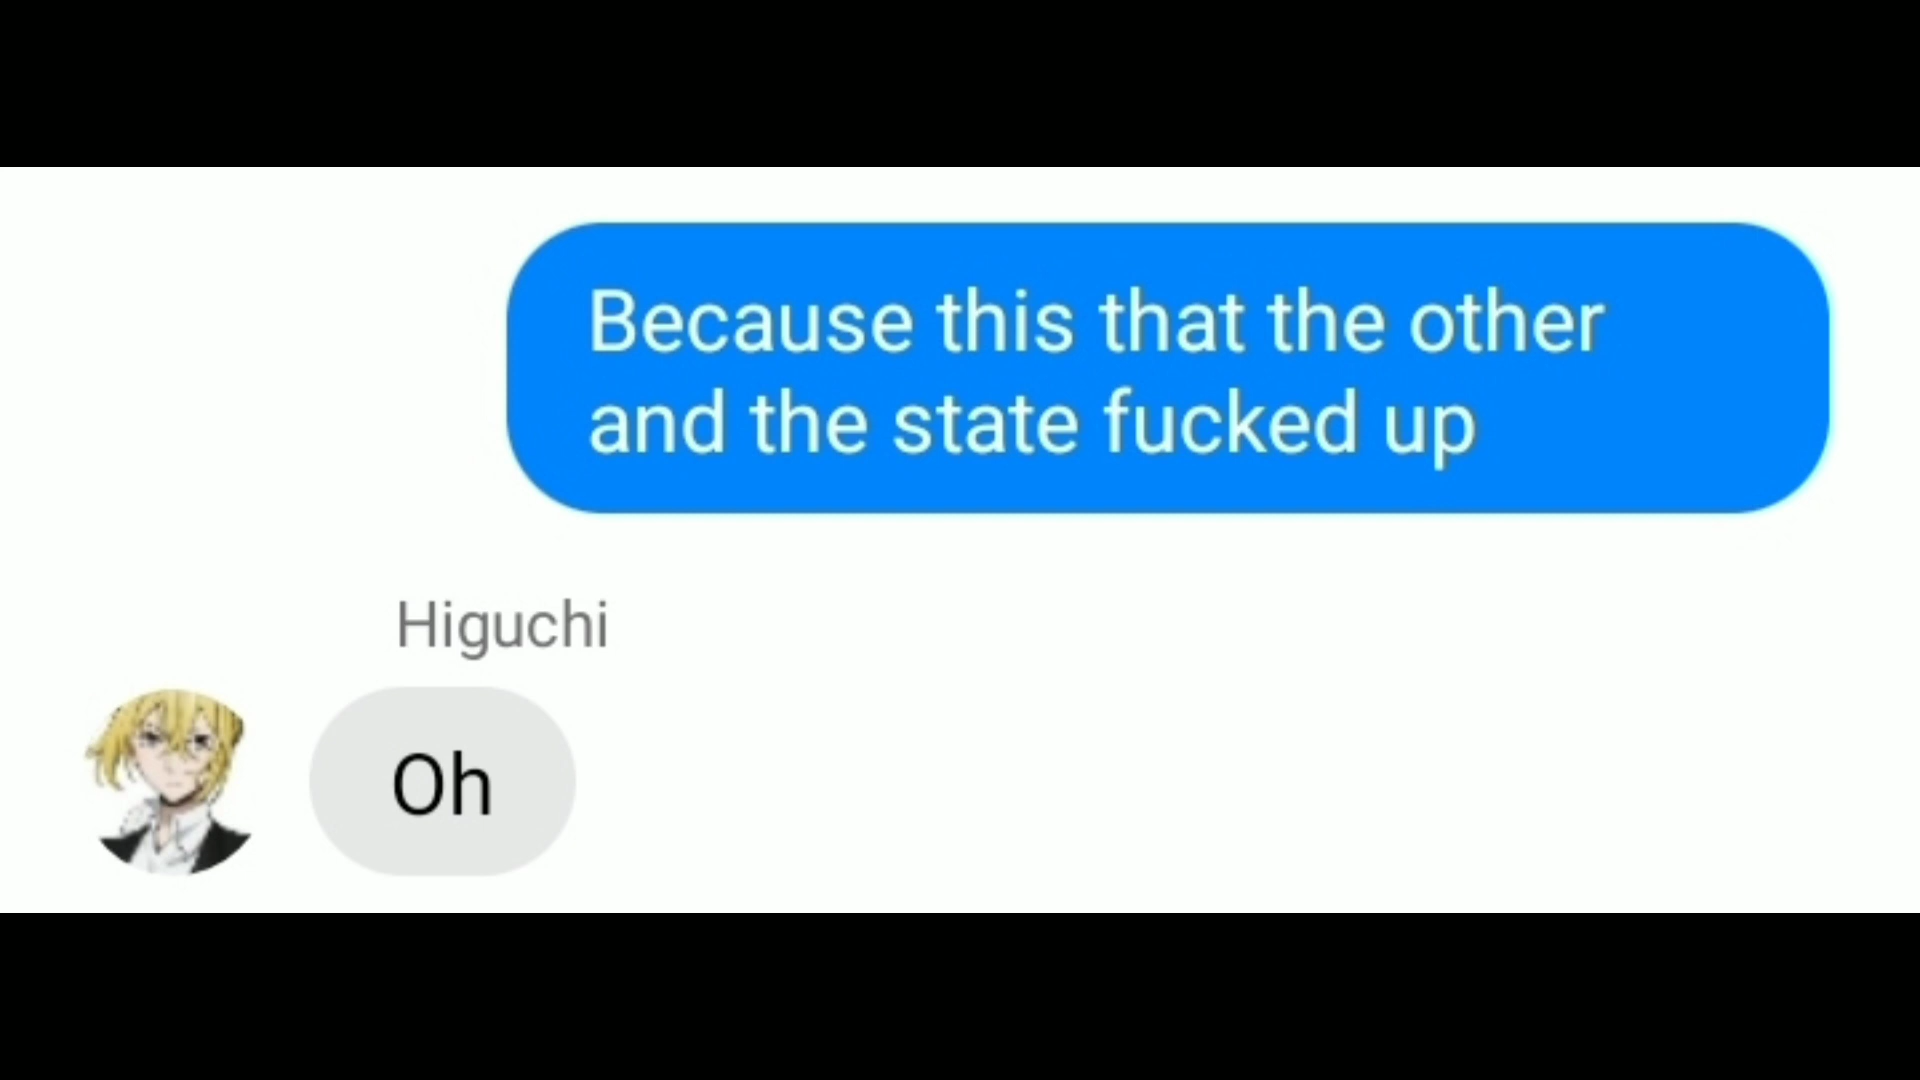 Because this that the other
and the state fucked up
Higuchi
Oh